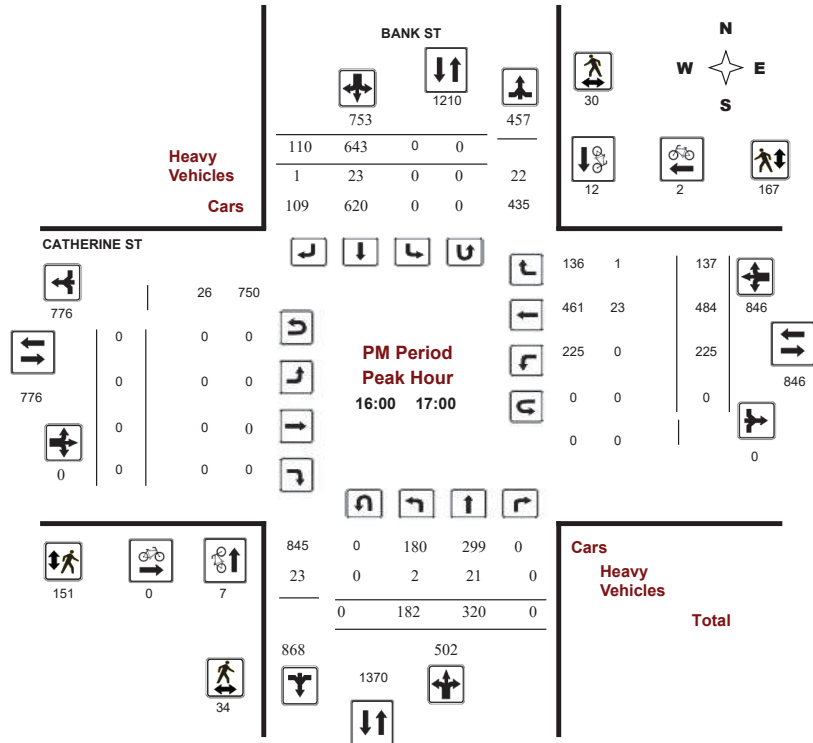 BANK ST
N
W E
S
1210
30
753 457
110 643 0 0
Heavy
Vehicles
1 23 0 0 22
12 2 167
Cars 109 620 0 0 435
CATHERINE ST
136 1 137
776 26 750
846
461 23 484
0 0 0
PM Period
Peak Hour
16:00 17:00
225 0 225
776
0 0 0
846
0 0 0
0 0 0
0 0
0
0 0 0
0
845 0 180 299 0 Cars
23 0 2 21 0 Heavy
Vehicles
151 0 7
0 182 320 0 Total
868 502
1370
34